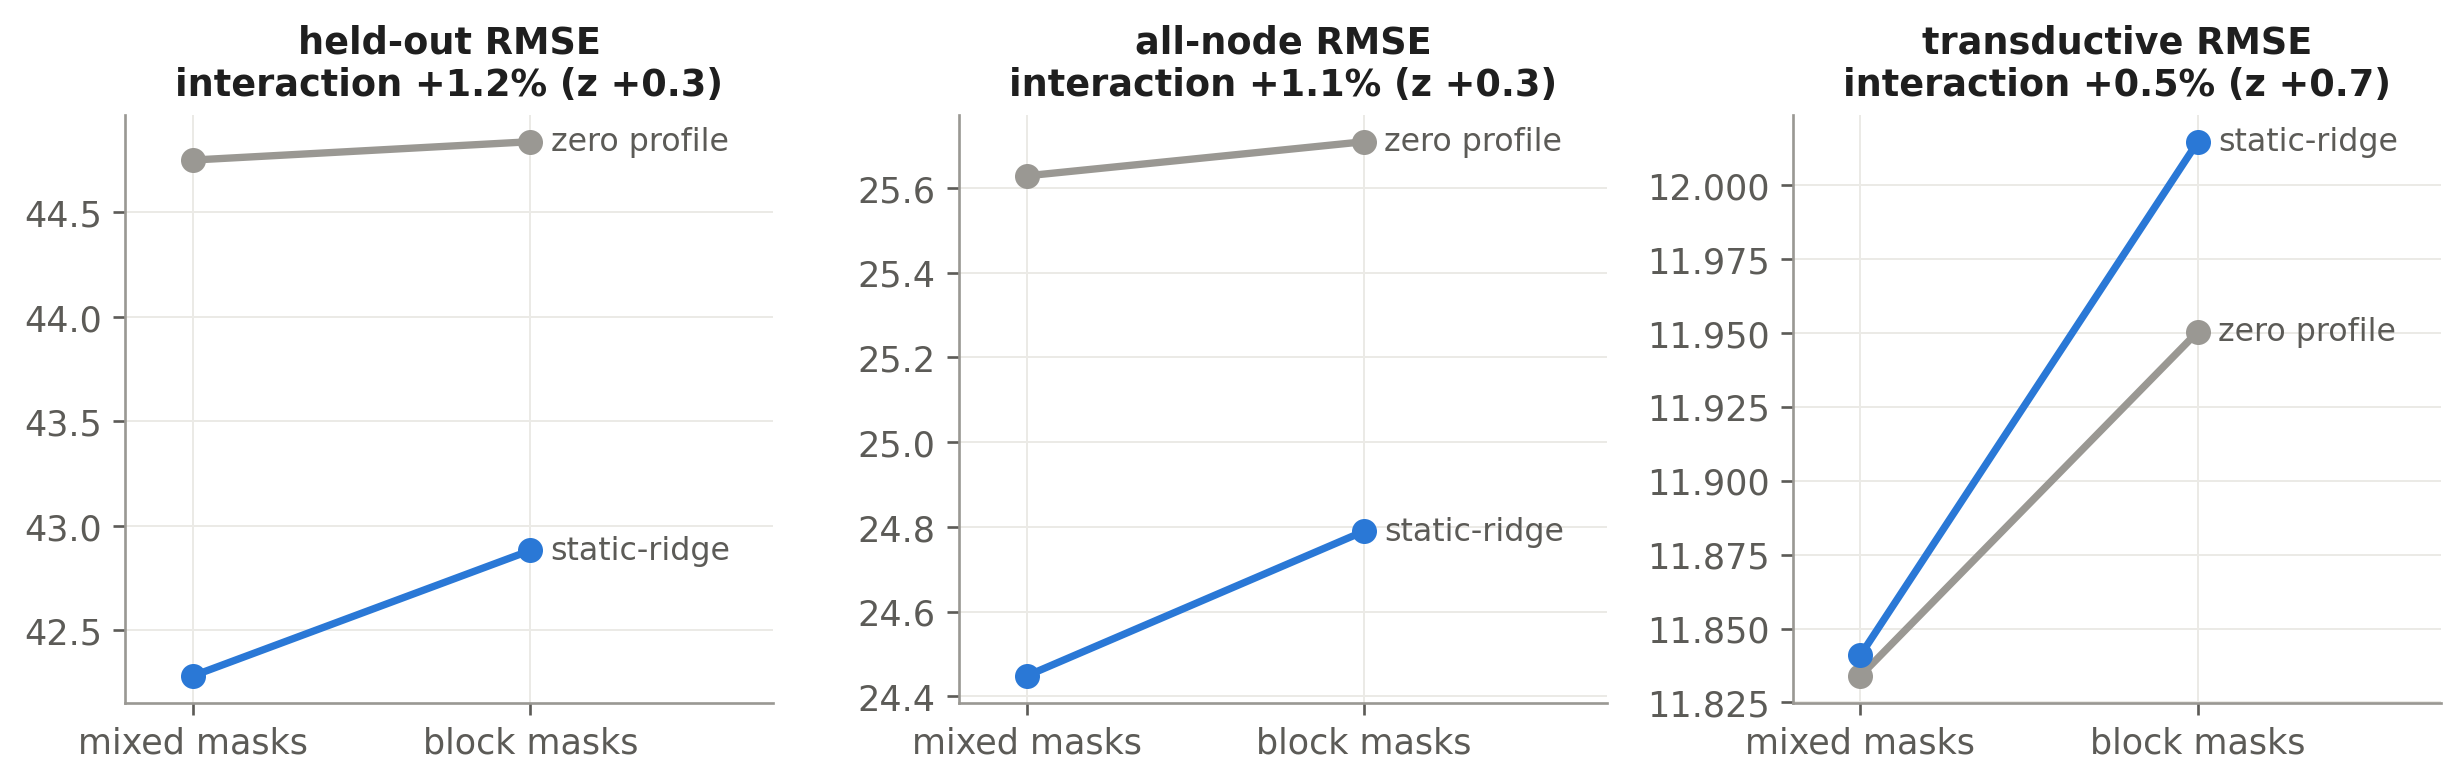 held-out RMSE
interaction +1.2% (z +0.3)
44.5
44.0
43.5
43.0
42.5
zero profile
static-ridge
mixed masks
block masks
all-node RMSE
interaction +1.1% (z +0.3)
25.6
25.4
25.2
25.0
24.8
24.6
24.4
zero profile
static-ridge
mixed masks
block masks
transductive RMSE
interaction +0.5% (z +0.7)
12.000
11.975
11.950
11.925
11.900
11.875
11.850
11.825
static-ridge
zero profile
mixed masks
block masks